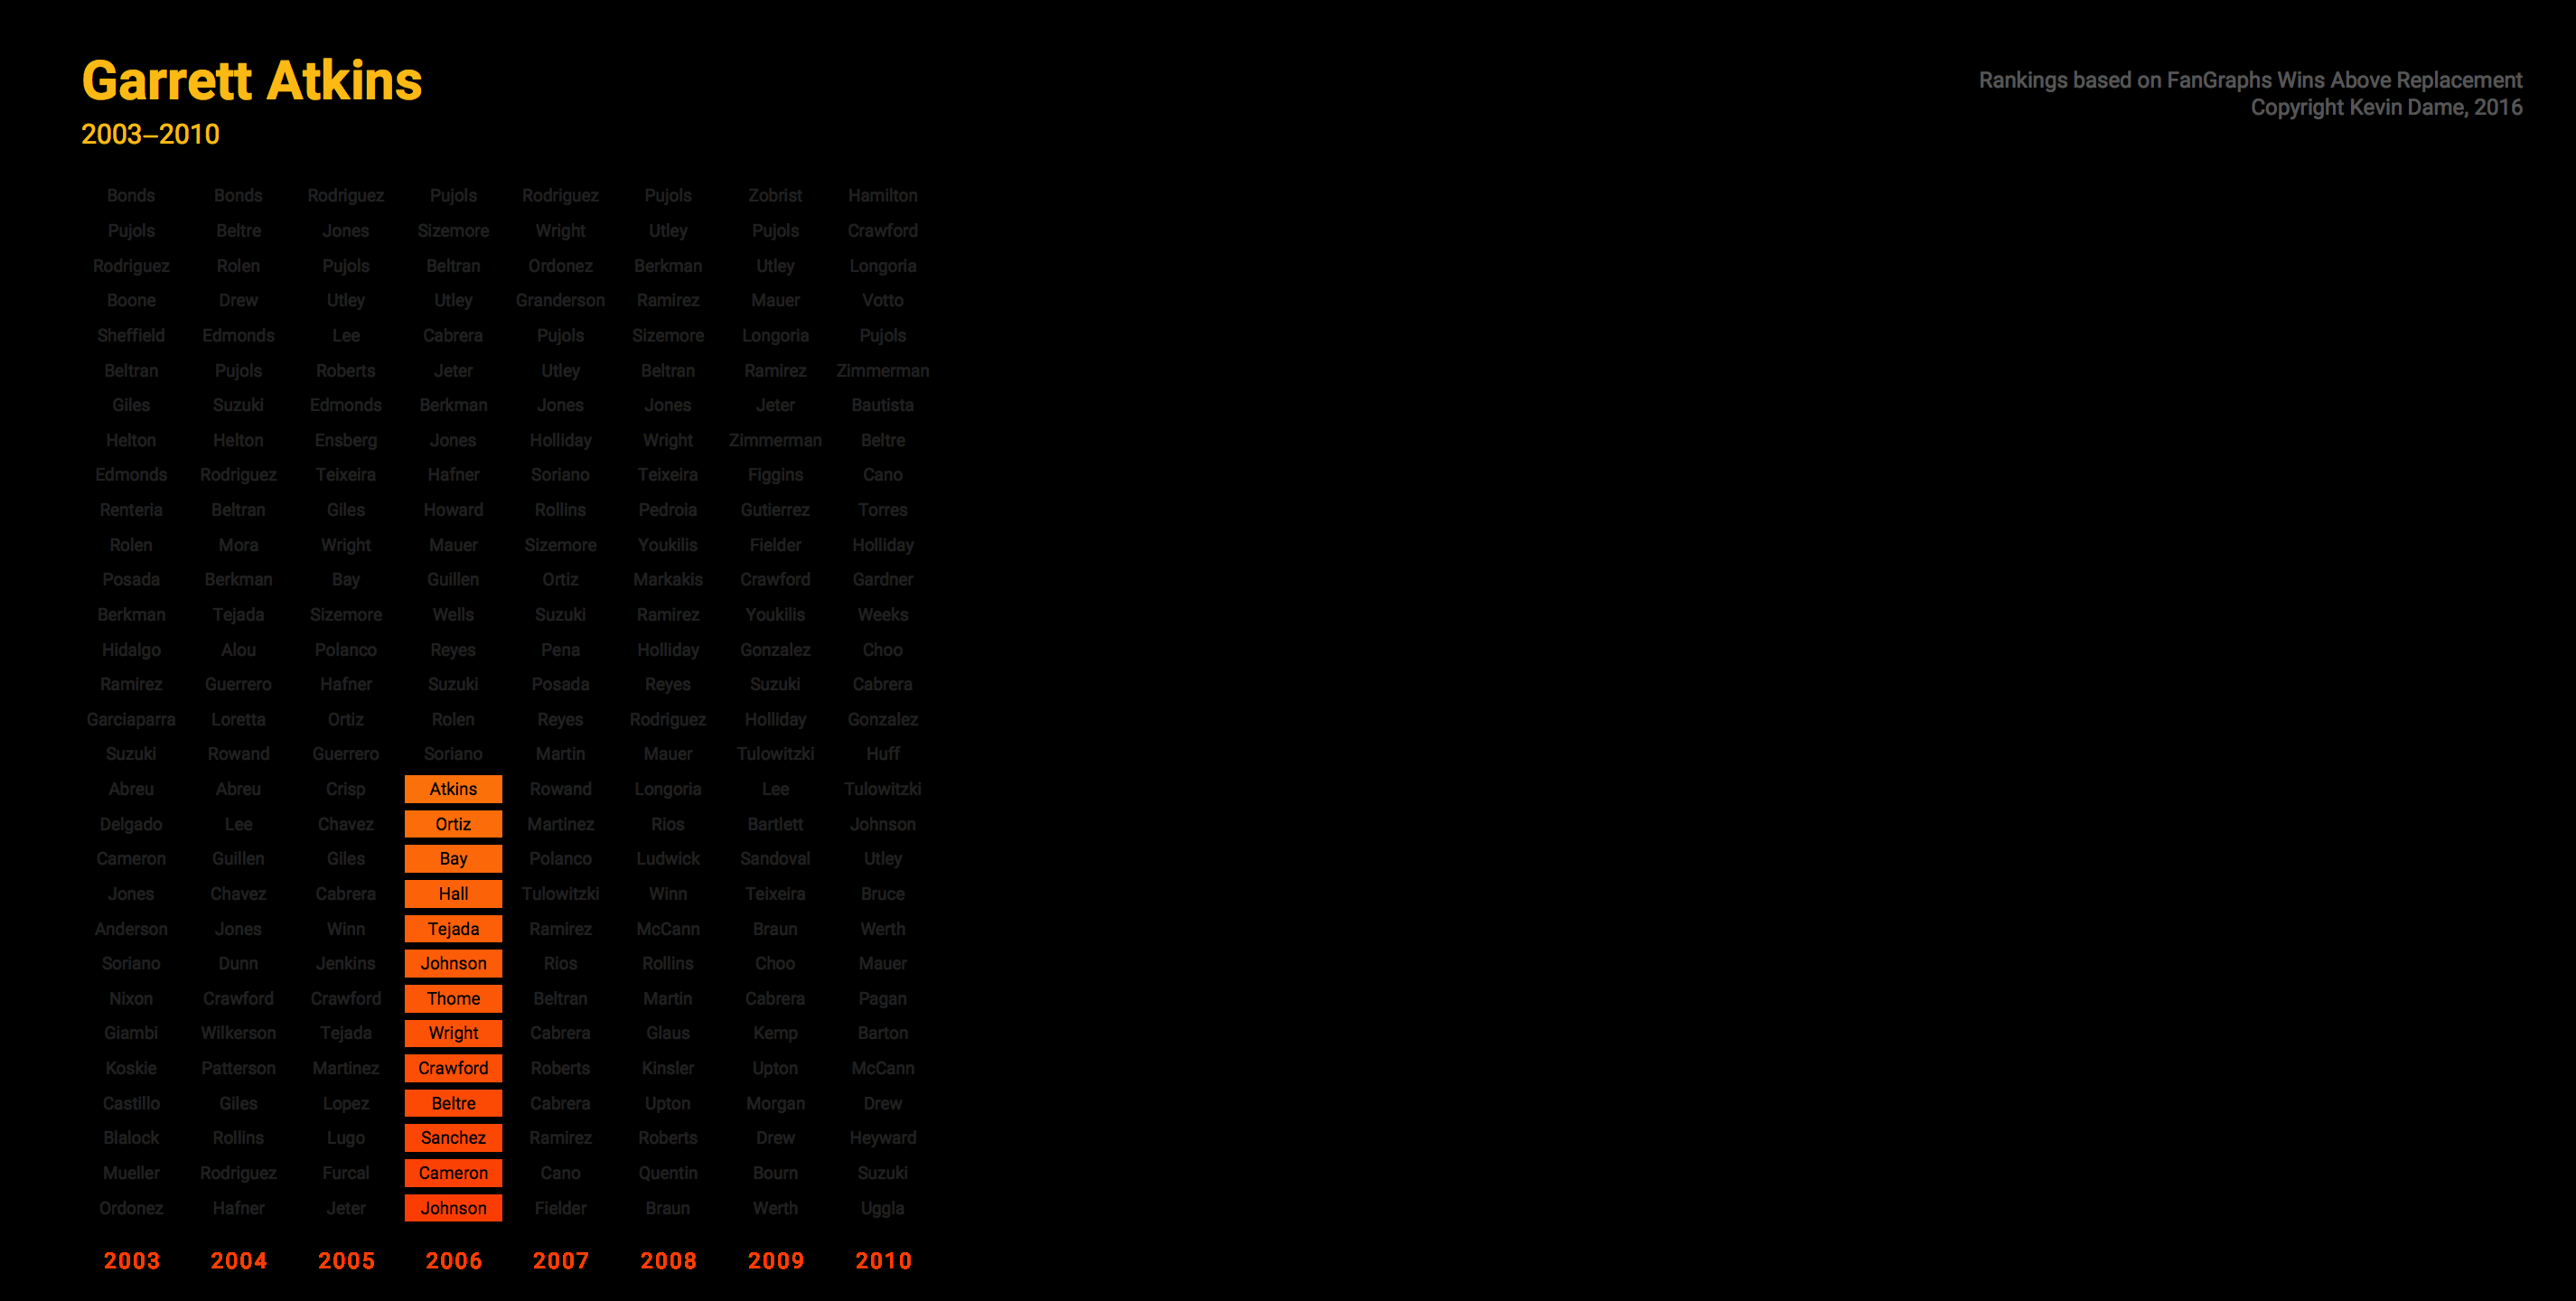 Garrett Atkins
2003–2010
Rankings based on FanGraphs Wins Above Replacement
Copyright Kevin Dame, 2016
Bonds Bonds Rodriguez Pujols Rodriguez Pujols Zobrist Hamilton
Pujols Beltre Jones Sizemore Wright Utley Pujols Crawford
Rodriguez Rolen Pujols Beltran Ordonez Berkman Utley Longoria
Boone Drew Utley Utley Granderson Ramirez Mauer Votto
Sheffield Edmonds Lee Cabrera Pujols Sizemore Longoria Pujols
Beltran Pujols Roberts Jeter Utley Beltran Ramirez Zimmerman
Giles Suzuki Edmonds Berkman Jones Jones Jeter Bautista
Helton Helton Ensberg Jones Holliday Wright Zimmerman Beltre
Edmonds Rodriguez Teixeira Hafner Soriano Teixeira Figgins Cano
Renteria Beltran Giles Howard Rollins Pedroia Gutierrez Torres
Rolen Mora Wright Mauer Sizemore Youkilis Fielder Holliday
Posada Berkman Bay Guillen Ortiz Markakis Crawford Gardner
Berkman Tejada Sizemore Wells Suzuki Ramirez Youkilis Weeks
Hidalgo Alou Polanco Reyes Pena Holliday Gonzalez Choo
Ramirez Guerrero Hafner Suzuki Posada Reyes Suzuki Cabrera
Garciaparra Loretta Ortiz Rolen Reyes Rodriguez Holliday Gonzalez
Suzuki Rowand Guerrero Soriano Martin Mauer Tulowitzki Huff
Abreu Abreu Crisp Atkins Rowand Longoria Lee Tulowitzki
Delgado Lee Chavez Ortiz Martinez Rios Bartlett Johnson
Cameron Guillen Giles Bay Polanco Ludwick Sandoval Utley
Jones Chavez Cabrera Hall Tulowitzki Winn Teixeira Bruce
Anderson Jones Winn Tejada Ramirez McCann Braun Werth
Soriano Dunn Jenkins Johnson Rios Rollins Choo Mauer
Nixon Crawford Crawford Thome Beltran Martin Cabrera Pagan
Giambi Wilkerson Tejada Wright Cabrera Glaus Kemp Barton
Koskie Patterson Martinez Crawford Roberts Kinsler Upton McCann
Castillo Giles Lopez Beltre Cabrera Upton Morgan Drew
Blalock Rollins Lugo Sanchez Ramirez Roberts Drew Heyward
Mueller Rodriguez Furcal Cameron Cano Quentin Bourn Suzuki
Ordonez Hafner Jeter Johnson Fielder Braun Werth Uggla
2003 2004 2005 2006 2007 2008 2009 2010